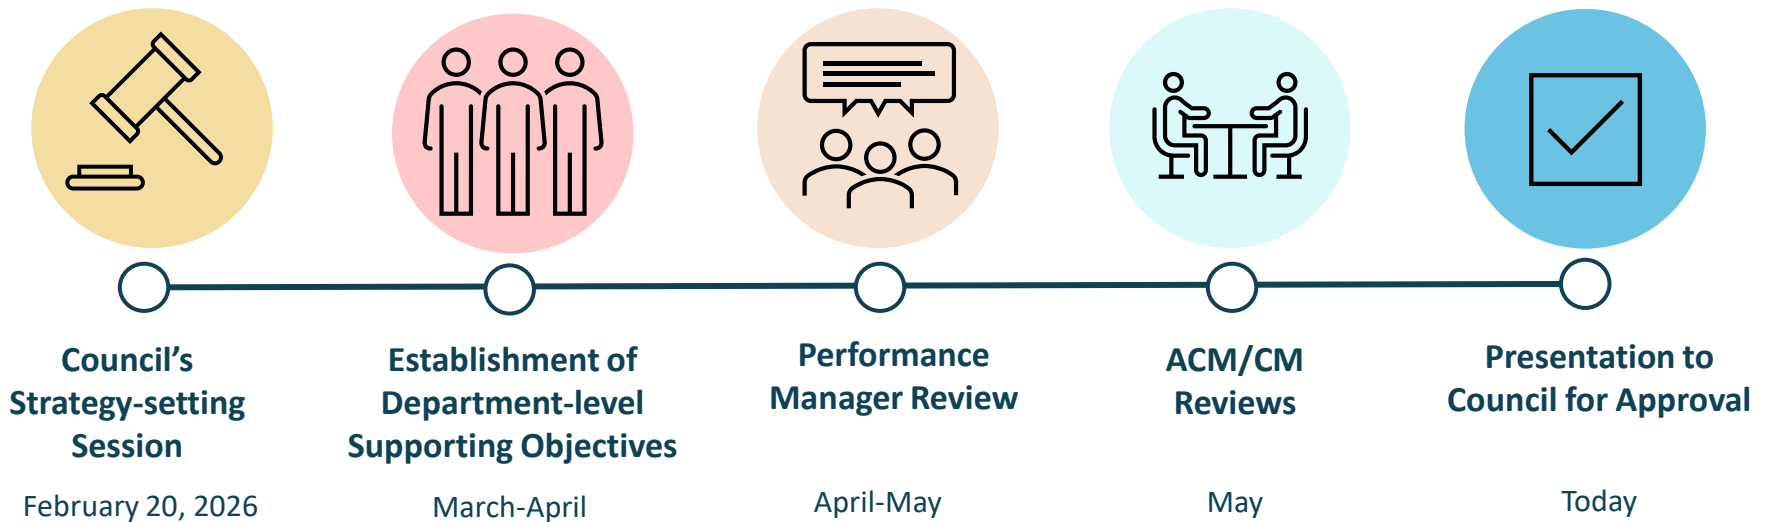 Council’s
Strategy-setting
Session
February 20, 2026
Establishment of
Department-level
Supporting Objectives
March-April
Performance
Manager Review
April-May
ACM/CM
Reviews
May
Presentation to
Council for Approval
Today